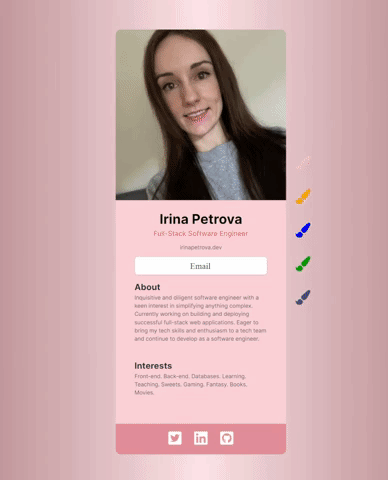 Irina Petrova
Full-Stack Software Engineer
irinapetrova.dev
Email
About
Inquisitive and diligent software engineer with a
keen interest in simplifying anything complex.
Currently working on building and deploying
successful full-stack web applications. Eager to
bring my tech skills and enthusiasm to a tech team
and continue to develop as a software engineer.
Interests
Front-end. Back-end. Databases. Learning.
Teaching. Sweets. Gaming. Fantasy. Books.
Movies.